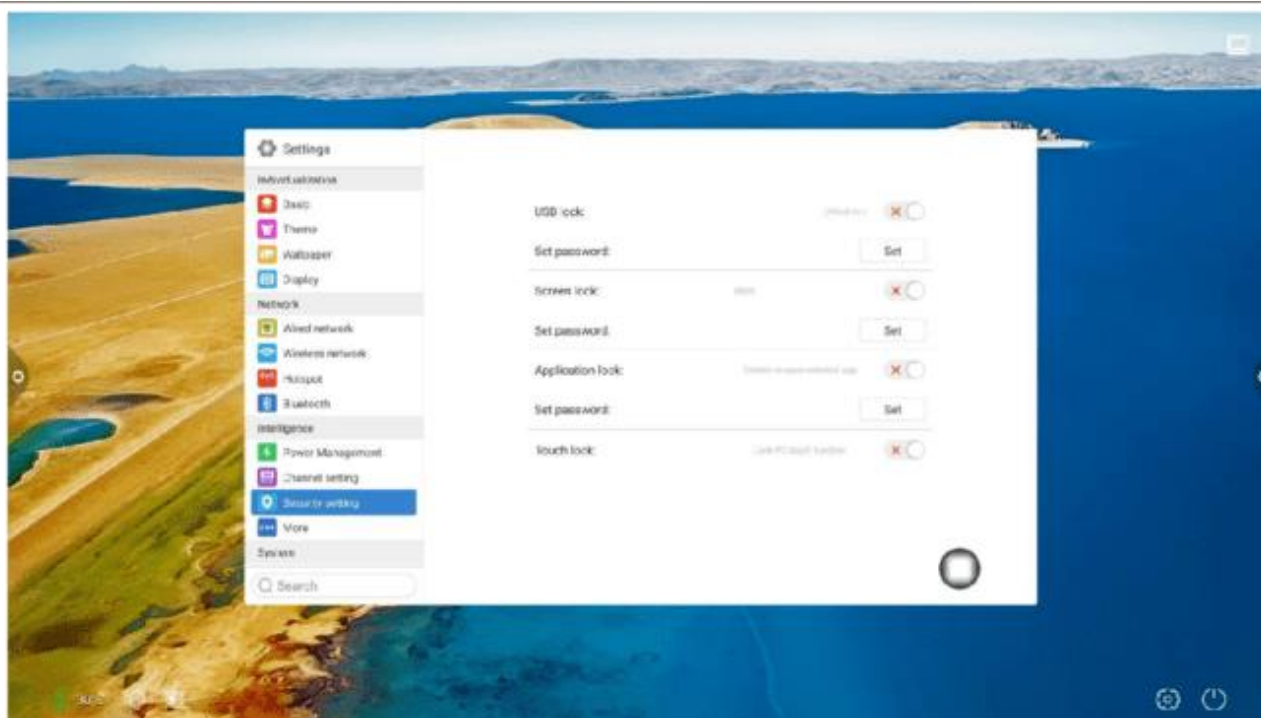 Settings
Individualization
Basic
Theme
Wallpaper
Display
Network
Wired network
Wireless network
Hotspot
Bluetooth
Intelligence
Power Management
Channel setting
Security setting
More
System
Search
USB lock:
Set password: Set
Screen lock:
Set password: Set
Application lock:
Set password: Set
Touch lock: